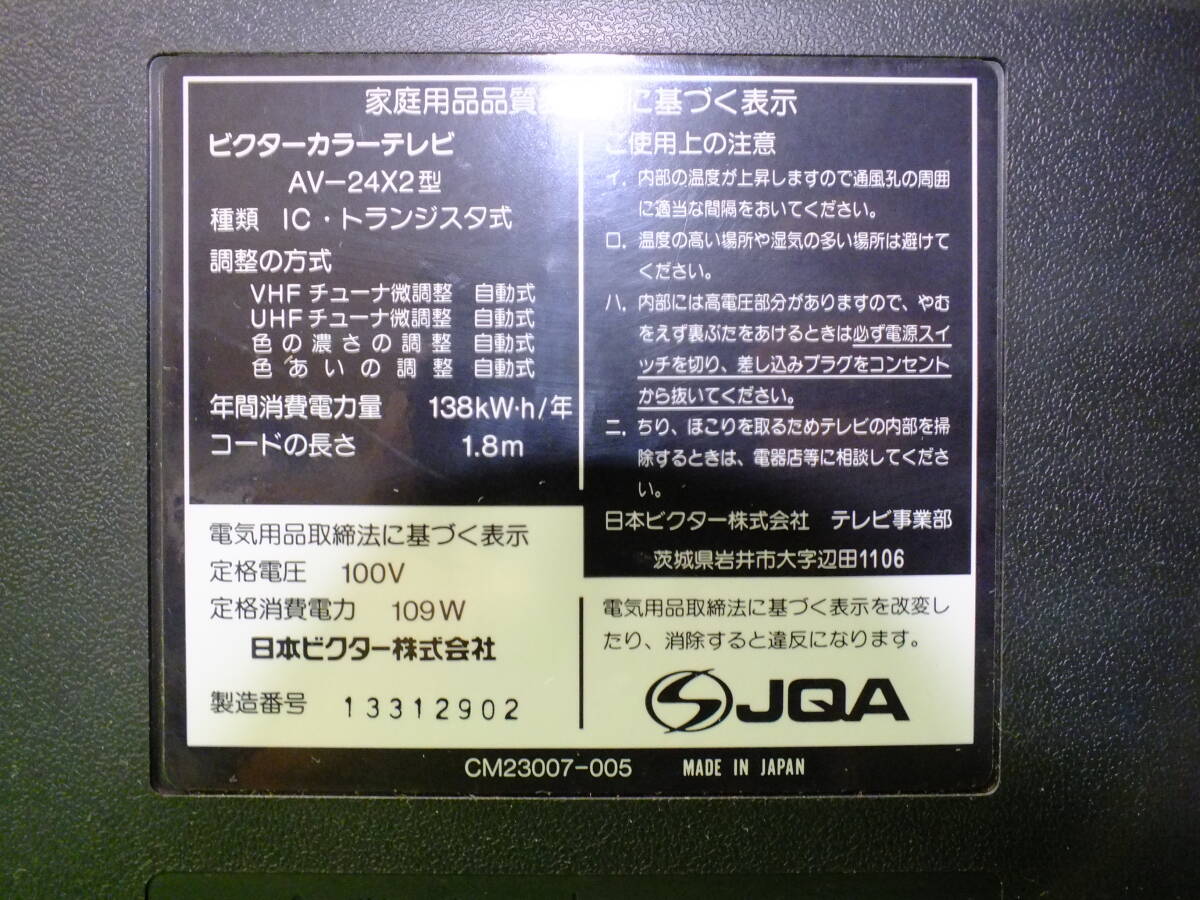 家庭用品品質 に基づく表示
ビクターカラーテレビ
AV-24X2型
種類 IC・トランジスタ式
調整の方式
VHFチューナ微調整 自動式
UHFチューナ微調整 自動式
色の濃さの調整 自動式
色あいの調整 自動式
年間消費電力量 138kW·h/年
コードの長さ 1.8m
ご使用上の注意
イ. 内部の温度が上昇しますので通風孔の周囲
に適当な間隔をおいてください。
ロ. 温度の高い場所や湿気の多い場所は避けて
ください。
ハ. 内部には高電圧部分がありますので、やむ
をえず裏ぶたをあけるときは必ず電源スイ
ッチを切り、差し込みプラグをコンセント
から抜いてください。
ニ. ちり、ほこりを取るためテレビの内部を掃
除するときは、電器店等に相談してくださ
い。
日本ビクター株式会社 テレビ事業部
茨城県岩井市大字辺田1106
電気用品取締法に基づく表示
定格電圧 100V
定格消費電力 109W
日本ビクター株式会社
製造番号 13312902
電気用品取締法に基づく表示を改変し
たり、消除すると違反になります。
JQA
CM23007-005 MADE IN JAPAN